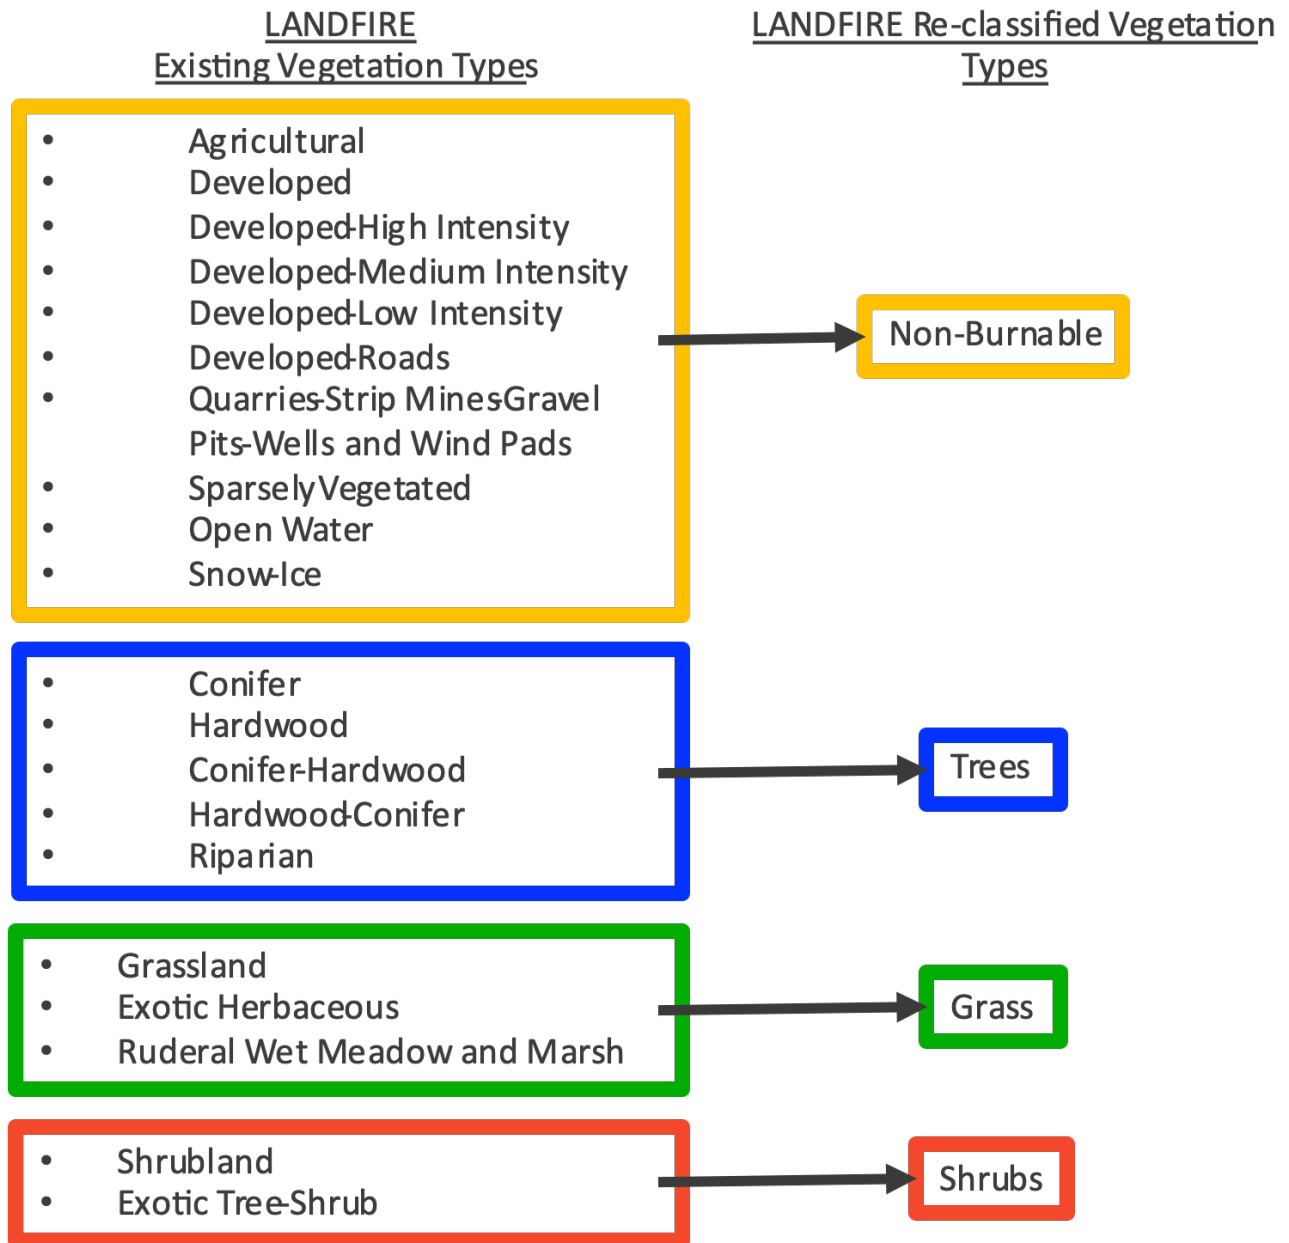 LANDFIRE
Existing Vegetation Types
• Agricultural
• Developed
• Developed-High Intensity
• Developed-Medium Intensity
• Developed-Low Intensity
• Developed-Roads
• Quarries-Strip Mines-Gravel
Pits-Wells and Wind Pads
• Sparsely Vegetated
• Open Water
• Snow-Ice
• Conifer
• Hardwood
• Conifer-Hardwood
• Hardwood-Conifer
• Riparian
• Grassland
• Exotic Herbaceous
• Ruderal Wet Meadow and Marsh
• Shrubland
• Exotic Tree-Shrub
LANDFIRE Re-classified Vegetation
Types
Non-Burnable
Trees
Grass
Shrubs